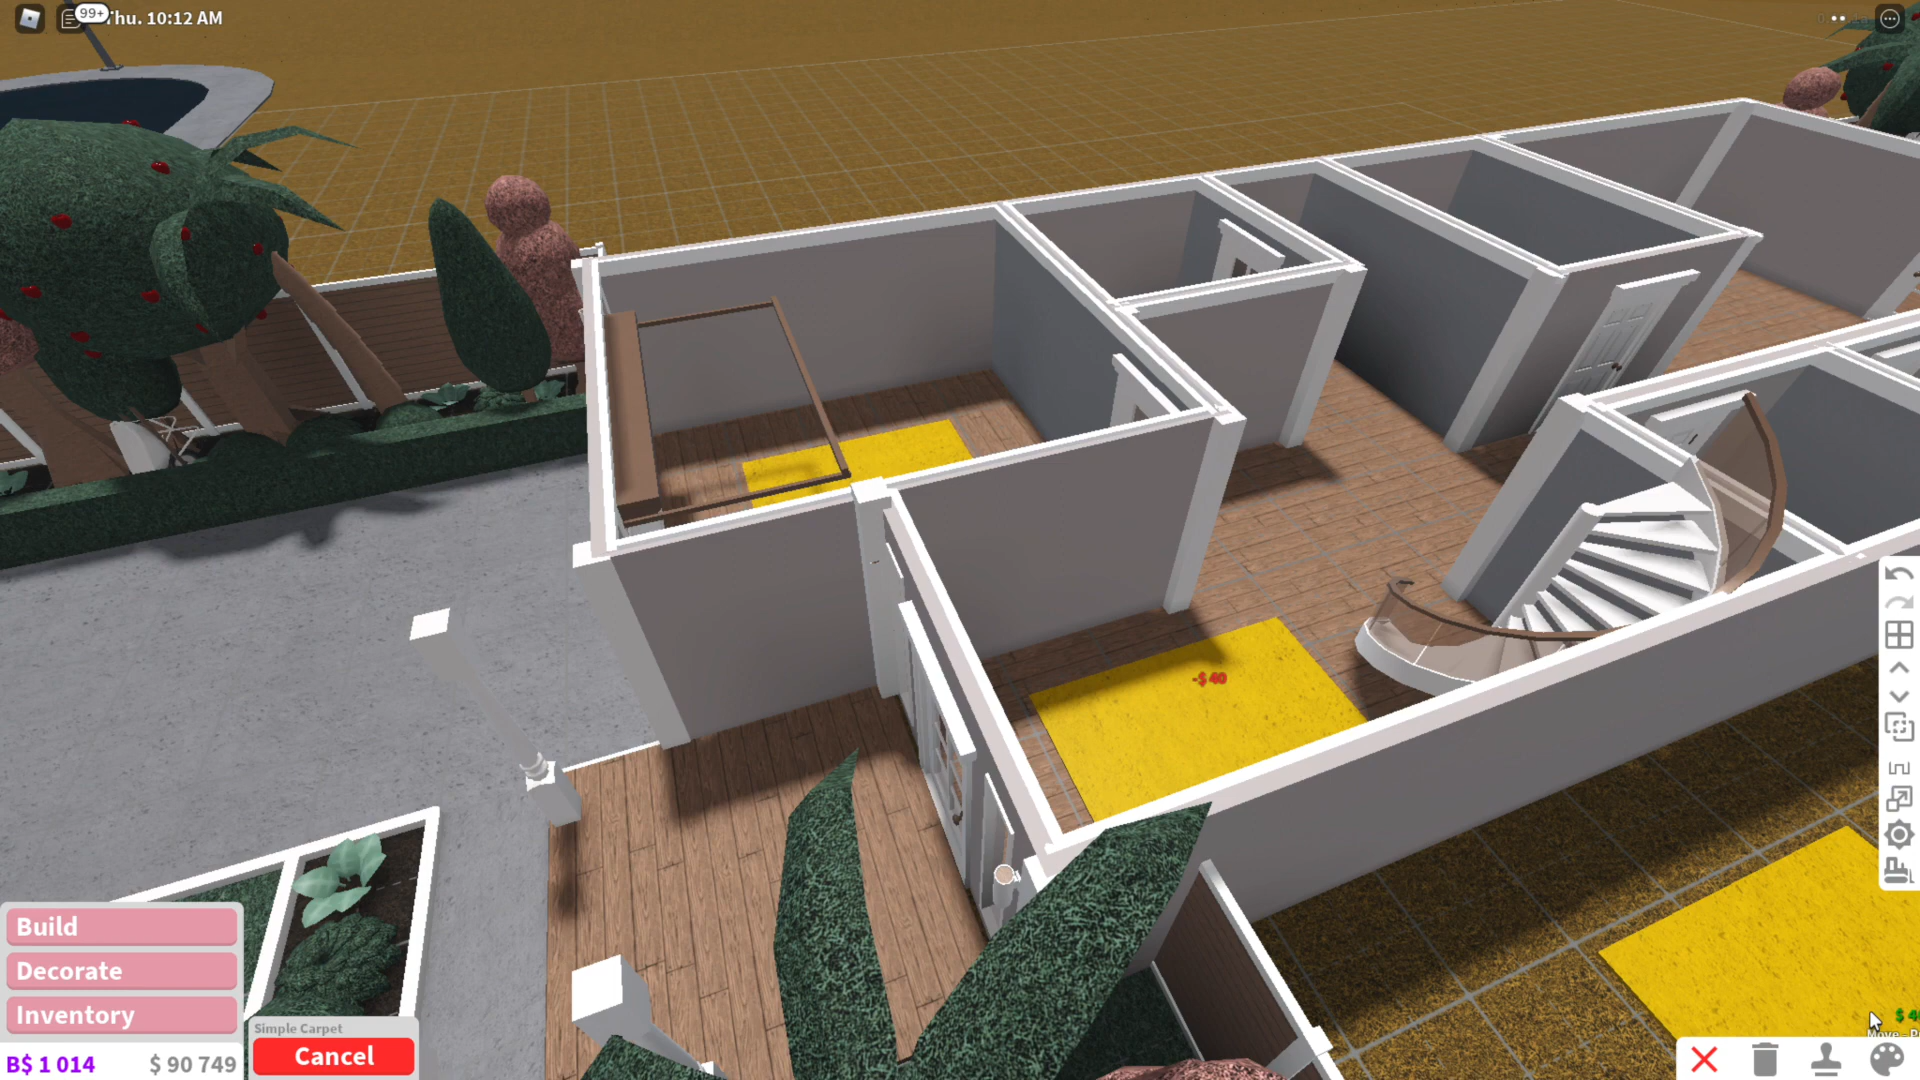 99+
Thu. 10:12 AM
-$40
Build
Decorate
Inventory
Simple Carpet
Cancel
B$ 1 014
$ 90 749